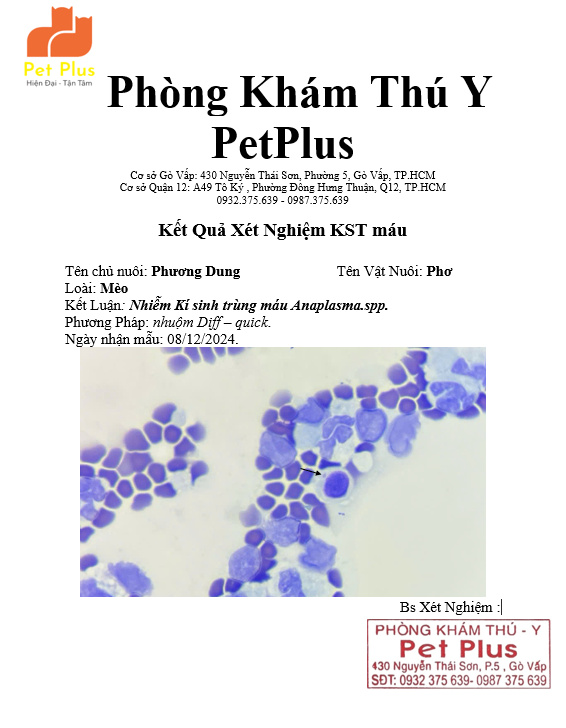 Pet Plus
Hiện Đại - Tận Tâm
Phòng Khám Thú Y
PetPlus
Cơ sở Gò Vấp: 430 Nguyễn Thái Sơn, Phường 5, Gò Vấp, TP.HCM
Cơ sở Quận 12: A49 Tô Ký , Phường Đông Hưng Thuận, Q12, TP.HCM
0932.375.639 - 0987.375.639
Kết Quả Xét Nghiệm KST máu
Tên chủ nuôi: Phương Dung Tên Vật Nuôi: Phơ
Loài: Mèo
Kết Luận: Nhiễm Kí sinh trùng máu Anaplasma.spp.
Phương Pháp: nhuộm Diff – quick.
Ngày nhận mẫu: 08/12/2024.
Bs Xét Nghiệm :
PHÒNG KHÁM THÚ - Y
Pet Plus
430 Nguyễn Thái Sơn, P.5 , Gò Vấp
SĐT: 0932 375 639- 0987 375 639